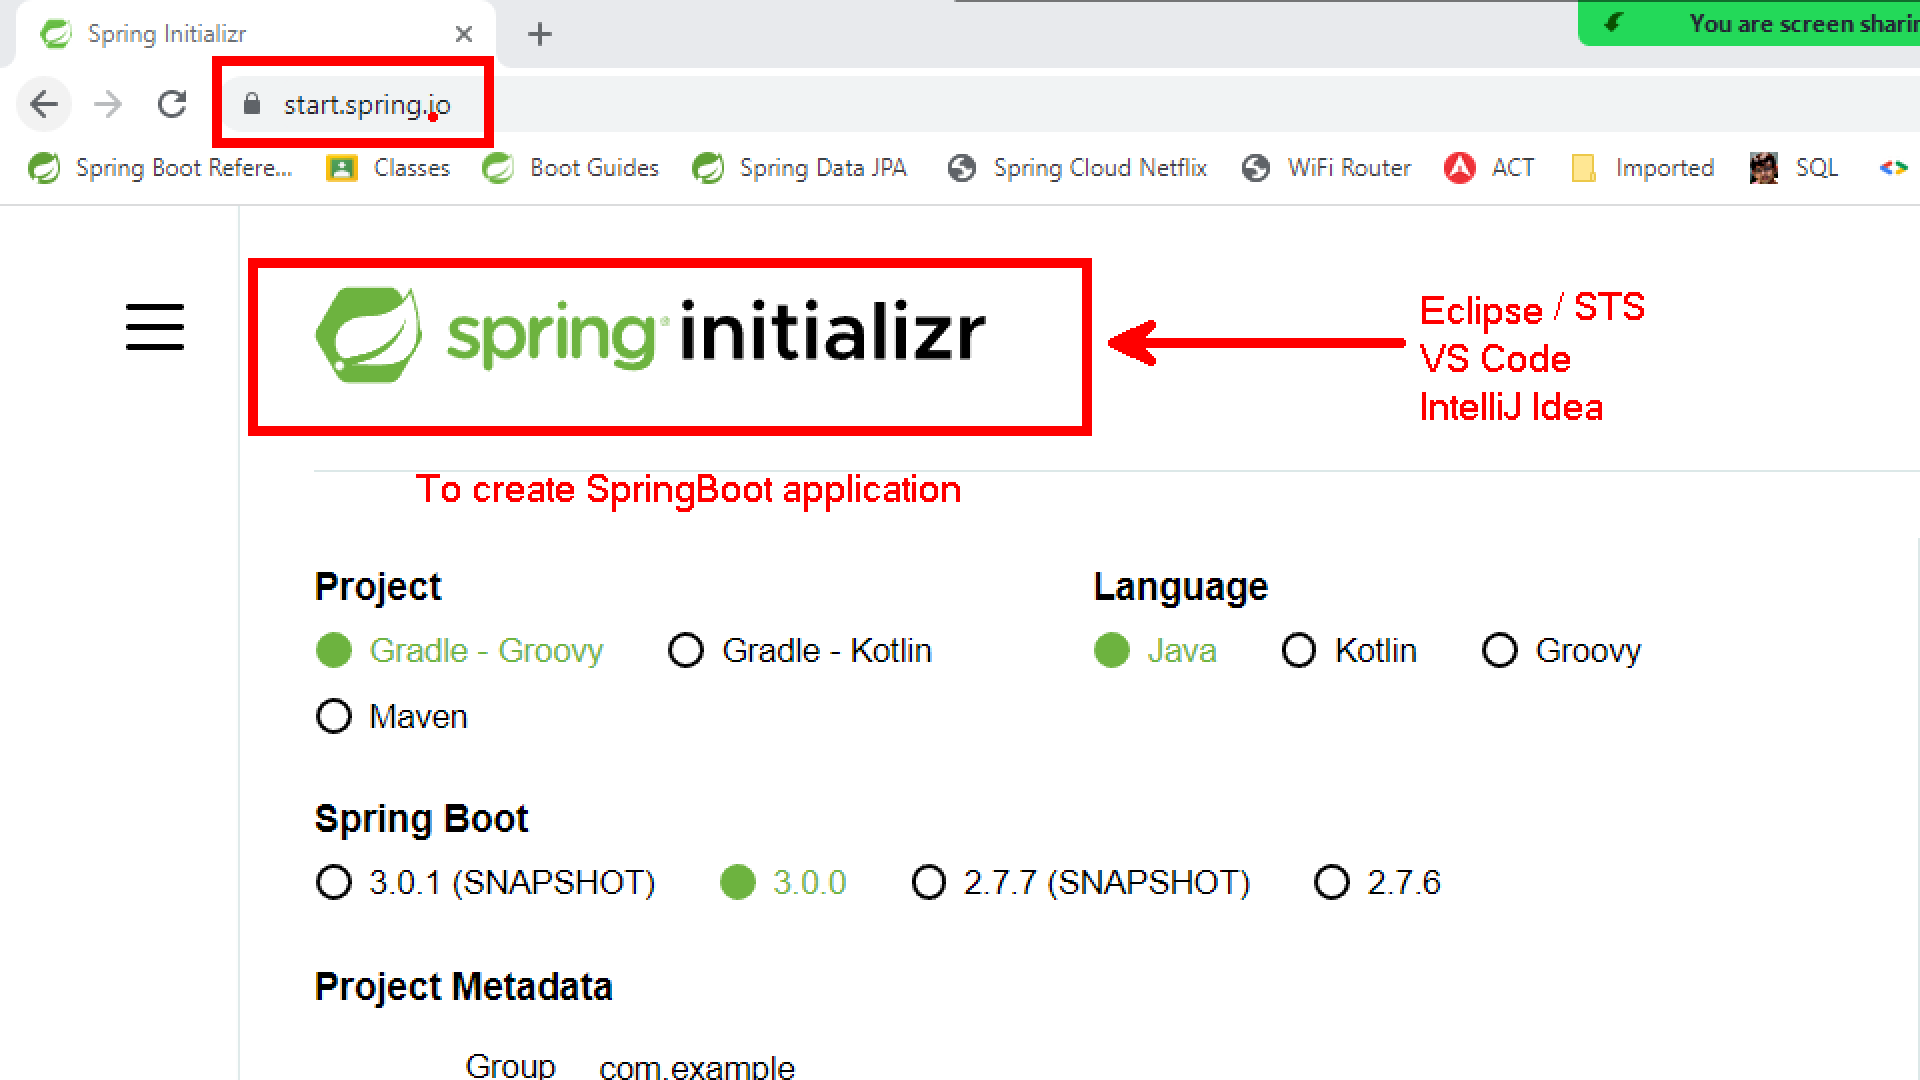 Spring Initializr
You are screen sharin
start.spring.io
Spring Boot Refere... Classes Boot Guides Spring Data JPA Spring Cloud Netflix WiFi Router ACT Imported SQL
spring initializr
Eclipse / STS
VS Code
IntelliJ Idea
To create SpringBoot application
Project
Gradle - Groovy Gradle - Kotlin
Maven
Language
Java Kotlin Groovy
Spring Boot
3.0.1 (SNAPSHOT) 3.0.0 2.7.7 (SNAPSHOT) 2.7.6
Project Metadata
Group com.example